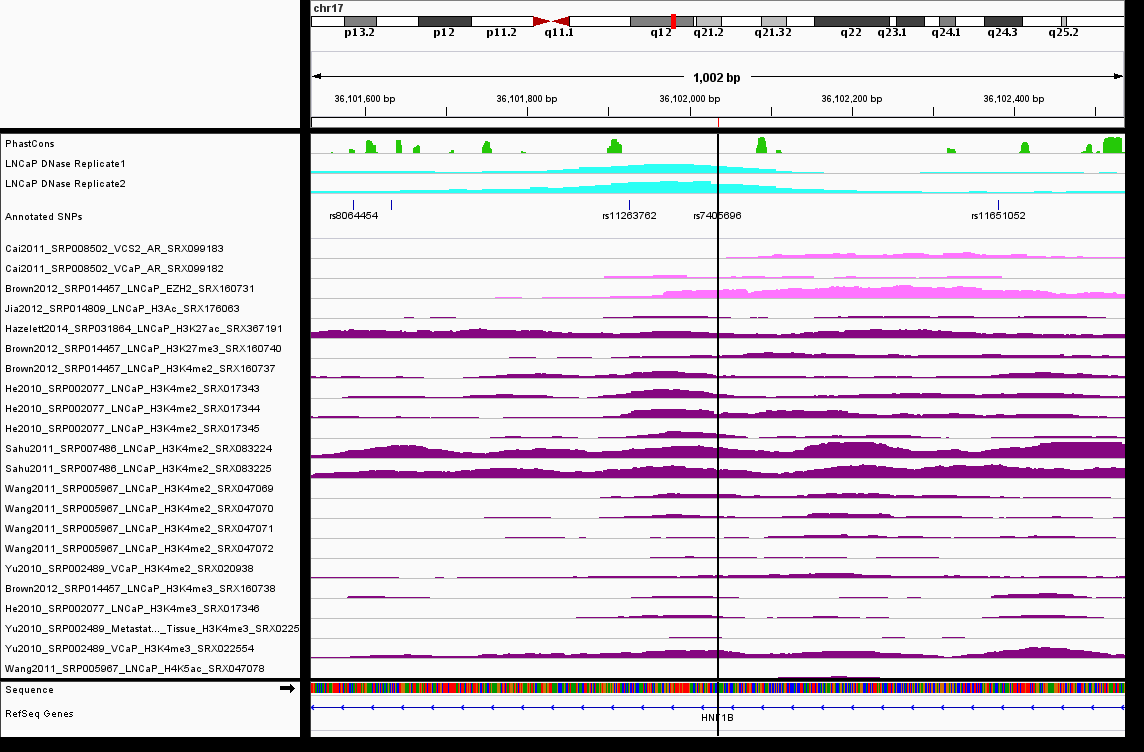 chr17
p13.2 p12 p11.2 q11.1 q12 q21.2 q21.32 q22 q23.1 q24.1 q24.3 q25.2
1,002 bp
36,101,600 bp 36,101,800 bp 36,102,000 bp 36,102,200 bp 36,102,400 bp
PhastCons
LNCaP DNase Replicate1
LNCaP DNase Replicate2
Annotated SNPs
rs8064454 rs11263762 rs7405696 rs11651052
Cai2011_SRP008502_VCS2_AR_SRX099183
Cai2011_SRP008502_VCaP_AR_SRX099182
Brown2012_SRP014457_LNCaP_EZH2_SRX160731
Jia2012_SRP014809_LNCaP_H3Ac_SRX176063
Hazelett2014_SRP031864_LNCaP_H3K27ac_SRX367191
Brown2012_SRP014457_LNCaP_H3K27me3_SRX160740
Brown2012_SRP014457_LNCaP_H3K4me2_SRX160737
He2010_SRP002077_LNCaP_H3K4me2_SRX017343
He2010_SRP002077_LNCaP_H3K4me2_SRX017344
He2010_SRP002077_LNCaP_H3K4me2_SRX017345
Sahu2011_SRP007486_LNCaP_H3K4me2_SRX083224
Sahu2011_SRP007486_LNCaP_H3K4me2_SRX083225
Wang2011_SRP005967_LNCaP_H3K4me2_SRX047069
Wang2011_SRP005967_LNCaP_H3K4me2_SRX047070
Wang2011_SRP005967_LNCaP_H3K4me2_SRX047071
Wang2011_SRP005967_LNCaP_H3K4me2_SRX047072
Yu2010_SRP002489_VCaP_H3K4me2_SRX020938
Brown2012_SRP014457_LNCaP_H3K4me3_SRX160738
He2010_SRP002077_LNCaP_H3K4me3_SRX017346
Yu2010_SRP002489_Metastat..._Tissue_H3K4me3_SRX0225
Yu2010_SRP002489_VCaP_H3K4me3_SRX022554
Wang2011_SRP005967_LNCaP_H4K5ac_SRX047078
Sequence
RefSeq Genes
HNF1B